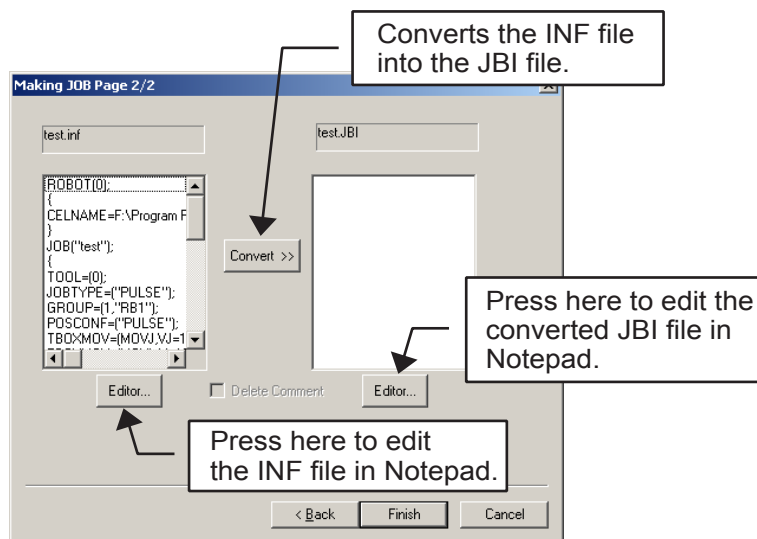 Converts the INF file
into the JBI file.
Making JOB Page 2/2
test.inf
test.JBI
ROBOT(0);
{
CELNAME=F:\Program F
}
JOB("test");
{
TOOL=(0);
JOBTYPE=("PULSE");
GROUP=(1,"RB1");
POSCONF=("PULSE");
TBOXMOV=(MOVJ,VJ=1
Convert >>
Press here to edit the
converted JBI file in
Notepad.
Editor...
Delete Comment
Editor...
Press here to edit
the INF file in Notepad.
< Back
Finish
Cancel